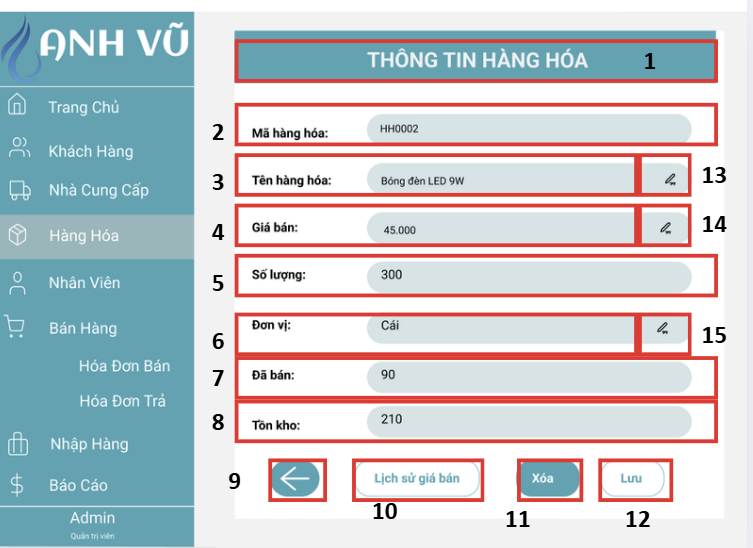 ANH VŨ
Trang Chủ
Khách Hàng
Nhà Cung Cấp
Hàng Hóa
Nhân Viên
Bán Hàng
Hóa Đơn Bán
Hóa Đơn Trả
Nhập Hàng
Báo Cáo
Admin
Quản trị viên
THÔNG TIN HÀNG HÓA 1
2 Mã hàng hóa: HH0002
3 Tên hàng hóa: Bóng đèn LED 9W 13
4 Giá bán: 45.000 14
5 Số lượng: 300
6 Đơn vị: Cái 15
7 Đã bán: 90
8 Tồn kho: 210
9 Lịch sử giá bán Xóa Lưu
10 11 12